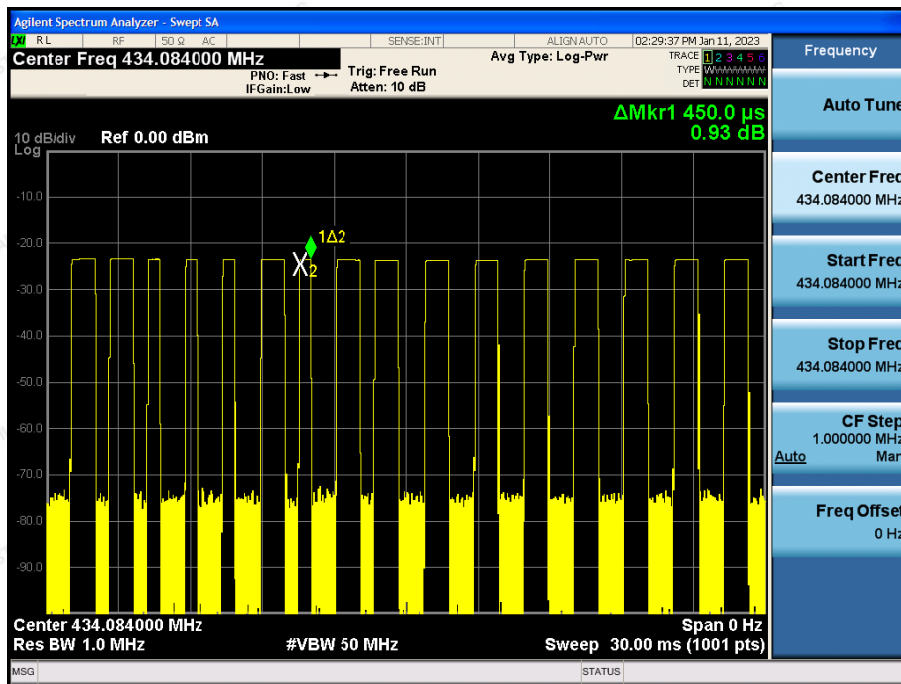 Agilent Spectrum Analyzer - Swept SA
LXI RL RF 50 Ω AC SENSE:INT ALIGN AUTO 02:29:37 PM Jan 11, 2023
Center Freq 434.084000 MHz
PNO: Fast
IFGain:Low
Trig: Free Run
Atten: 10 dB
Avg Type: Log-Pwr
TRACE 1 2 3 4 5 6
TYPE WWWWWW
DET N N N N N N
ΔMkr1 450.0 µs
0.93 dB
10 dB/div Ref 0.00 dBm
Log
-10.0
-20.0
-30.0
-40.0
-50.0
-60.0
-70.0
-80.0
-90.0
1Δ2
2
Center 434.084000 MHz Span 0 Hz
Res BW 1.0 MHz #VBW 50 MHz Sweep 30.00 ms (1001 pts)
MSG STATUS
Frequency
Auto Tune
Center Freq
434.084000 MHz
Start Freq
434.084000 MHz
Stop Freq
434.084000 MHz
CF Step
1.000000 MHz
Auto Man
Freq Offset
0 Hz